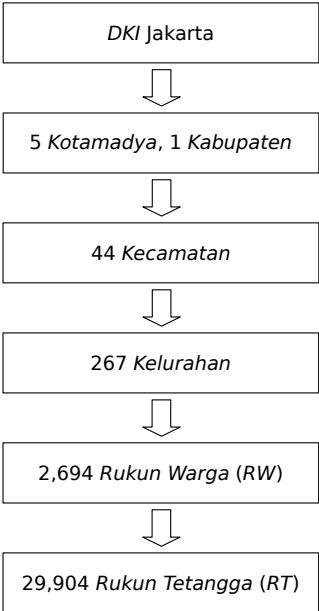 DKI Jakarta
5 Kotamadya, 1 Kabupaten
44 Kecamatan
267 Kelurahan
2,694 Rukun Warga (RW)
29,904 Rukun Tetangga (RT)